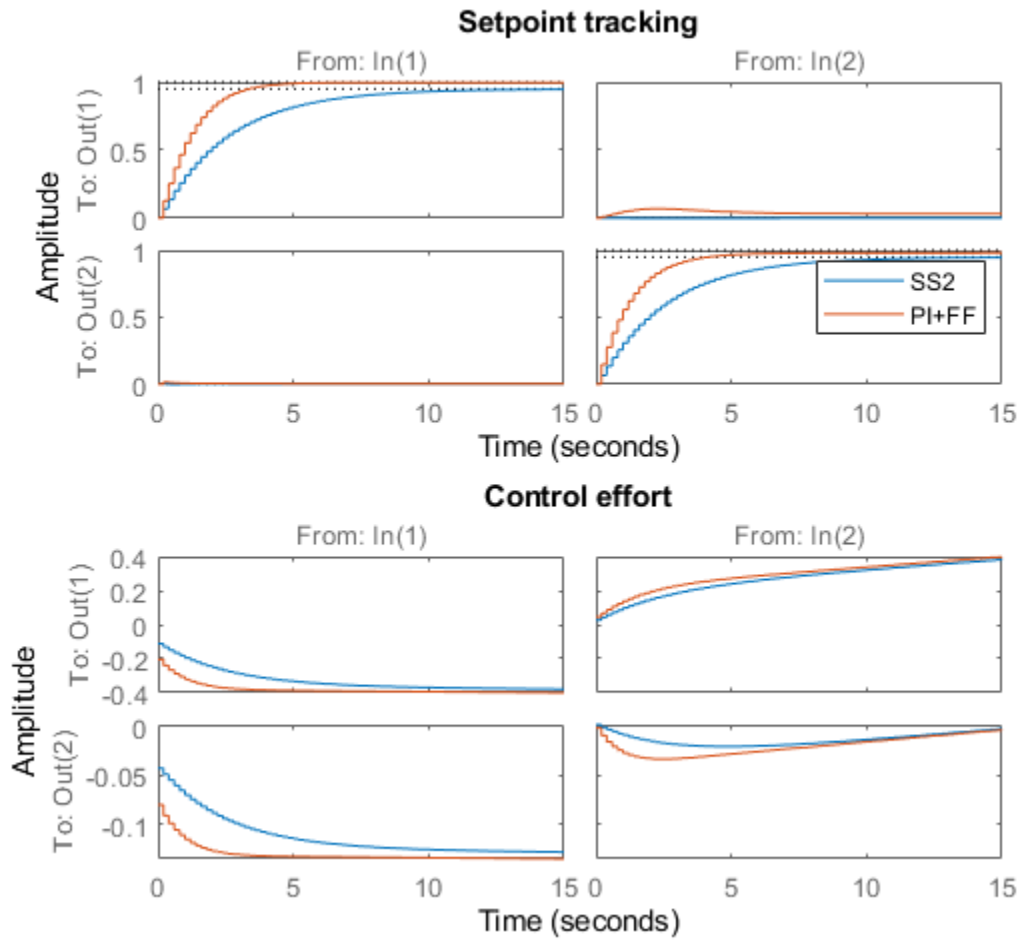 Setpoint tracking
From: In(1)
From: In(2)
Amplitude
To: Out(1)
1
0.5
0
To: Out(2)
1
0.5
0
SS2
PI+FF
0
5
10
15
0
5
10
15
Time (seconds)
Control effort
From: In(1)
From: In(2)
Amplitude
To: Out(1)
0.4
0.2
0
-0.2
-0.4
To: Out(2)
0
-0.05
-0.1
0
5
10
15
0
5
10
15
Time (seconds)